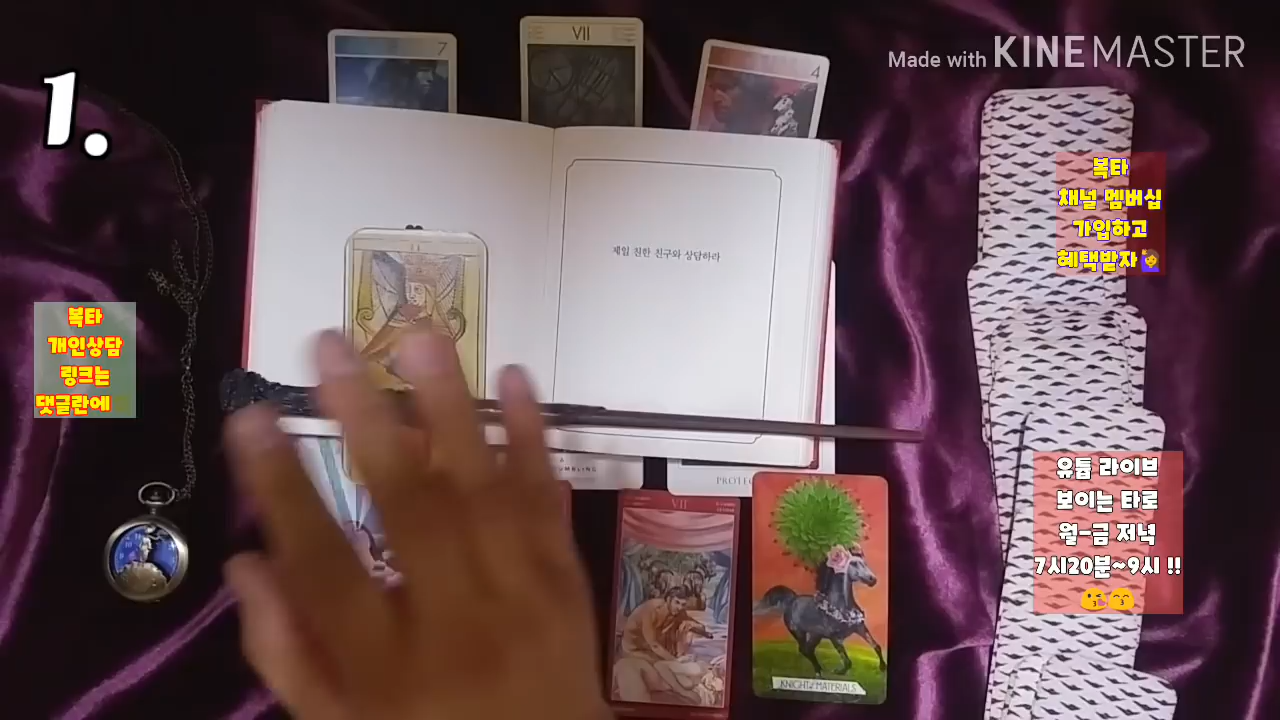 VII
7
4
Made with KINEMASTER
1.
제일 친한 친구와 상담하라
복타
채널 멤버십
가입하고
혜택받자🙋
복타
개인상담
링크는
댓글란에
유튭 라이브
보이는 타로
월-금 저녁
7시20분~9시 !!
😘😙
VII
KNIGHT of MATERIALS